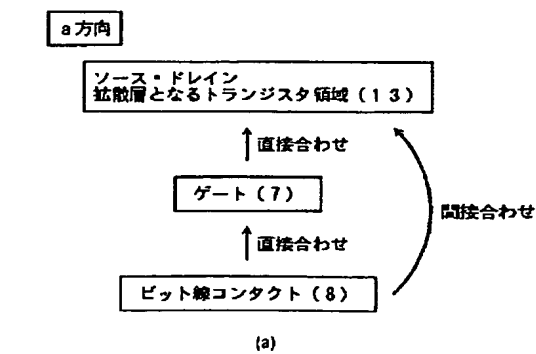 a方向
ソース・ドレイン
拡散層となるトランジスタ領域(13)
直接合わせ
ゲート(7)
間接合わせ
直接合わせ
ビット線コンタクト(8)
(a)